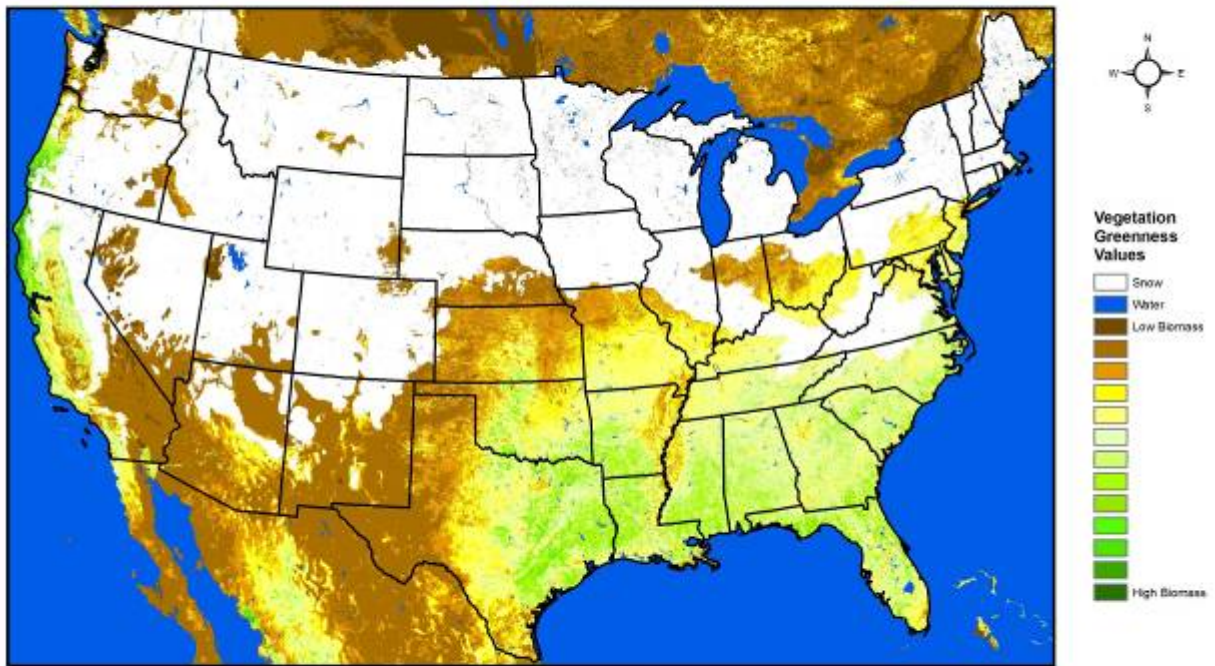 N
W E
S
Vegetation
Greenness
Values
Snow
Water
Low Biomass
High Biomass